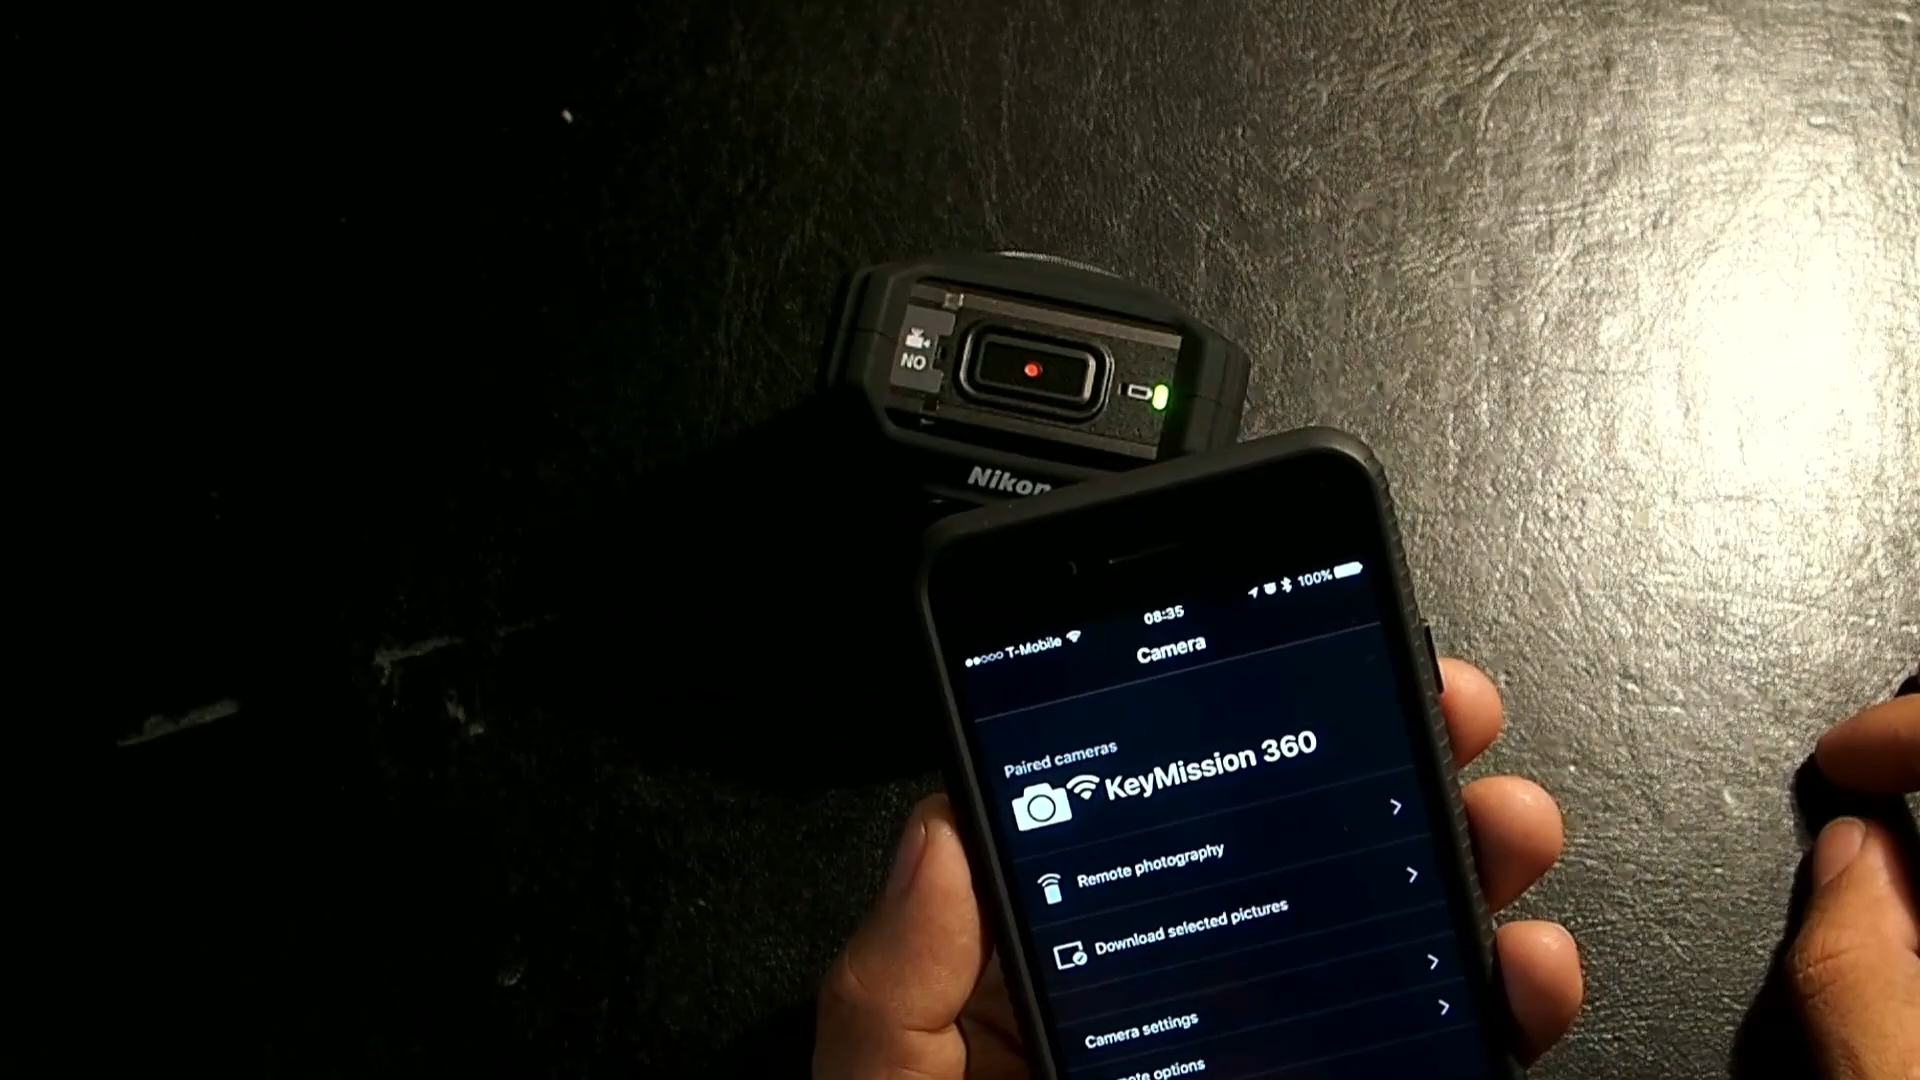 NO
Nikon
T-Mobile
08:35
100%
Camera
Paired cameras
KeyMission 360
Remote photography
Download selected pictures
Camera settings
options